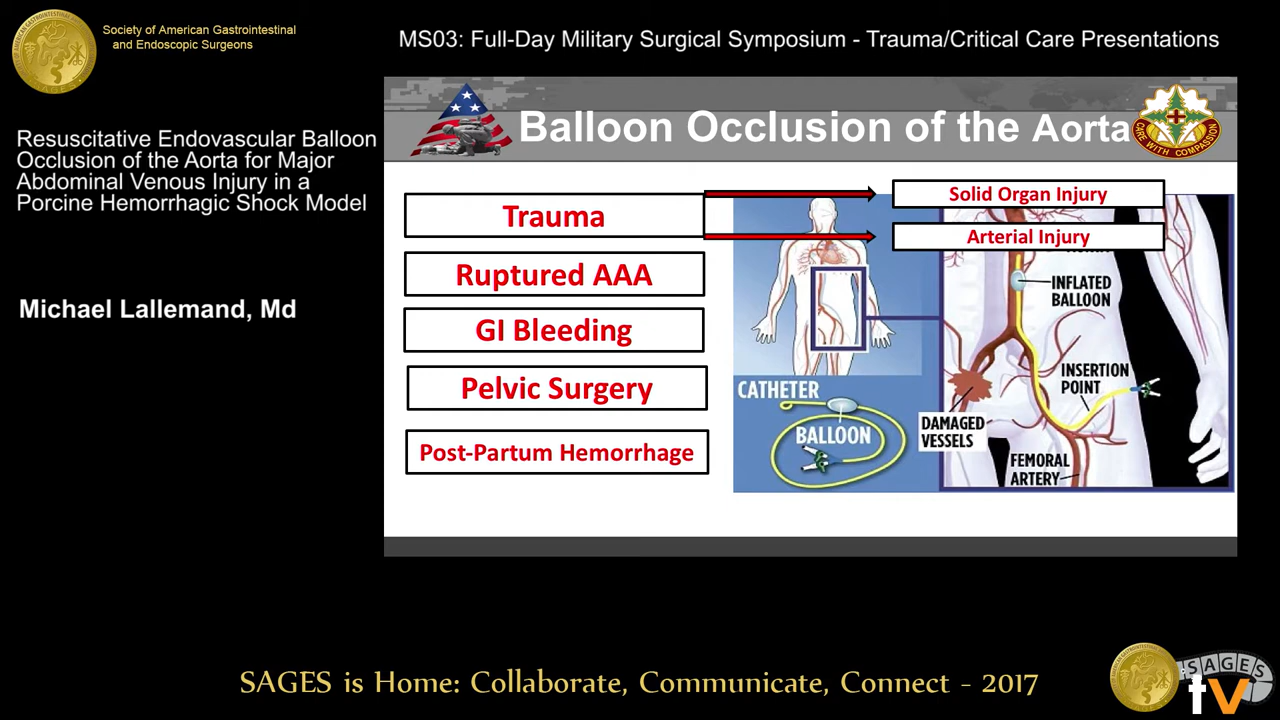 Society of American Gastrointestinal
and Endoscopic Surgeons
MS03: Full-Day Military Surgical Symposium - Trauma/Critical Care Presentations
Resuscitative Endovascular Balloon
Occlusion of the Aorta for Major
Abdominal Venous Injury in a
Porcine Hemorrhagic Shock Model
Michael Lallemand, Md
Balloon Occlusion of the Aorta
CARE WITH COMPASSION
Trauma
Solid Organ Injury
Arterial Injury
Ruptured AAA
GI Bleeding
Pelvic Surgery
Post-Partum Hemorrhage
INFLATED
BALLOON
INSERTION
POINT
CATHETER
BALLOON
DAMAGED
VESSELS
FEMORAL
ARTERY
SAGES is Home: Collaborate, Communicate, Connect - 2017
SAGES
tv